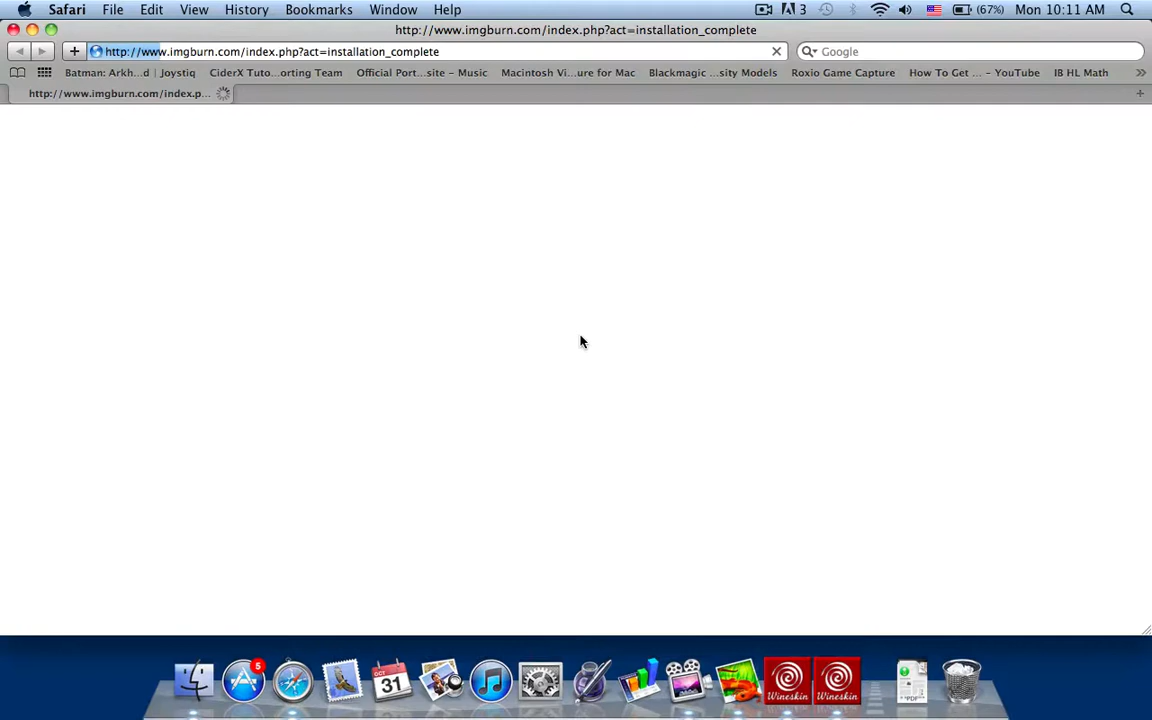 Safari File Edit View History Bookmarks Window Help 3 (67%) Mon 10:11 AM
http://www.imgburn.com/index.php?act=installation_complete
http://www.imgburn.com/index.php?act=installation_complete Google
Batman: Arkh...d | Joystiq CiderX Tuto...orting Team Official Port...site - Music Macintosh Vi...ure for Mac Blackmagic ...sity Models Roxio Game Capture How To Get ... – YouTube IB HL Math
http://www.imgburn.com/index.p...
5
OCT
31
Wineskin Wineskin
PDF